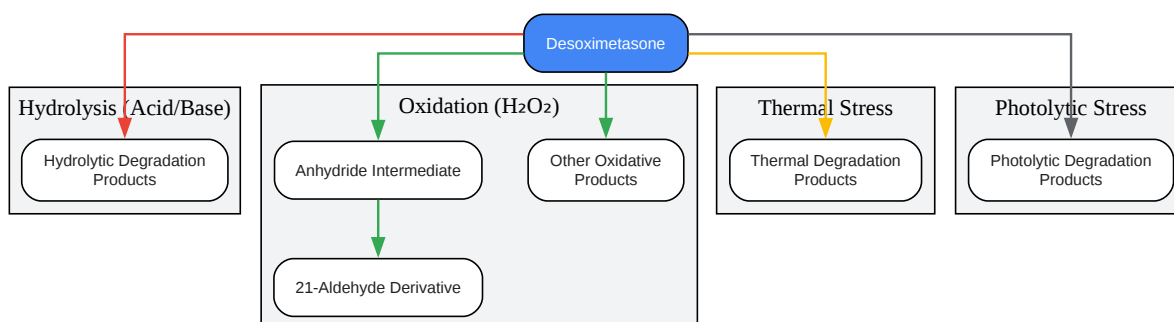 Desoximetasone
Hydrolysis (Acid/Base)
Oxidation (H₂O₂)
Thermal Stress
Photolytic Stress
Hydrolytic Degradation
Products
Anhydride Intermediate
Other Oxidative
Products
Thermal Degradation
Products
Photolytic Degradation
Products
21-Aldehyde Derivative